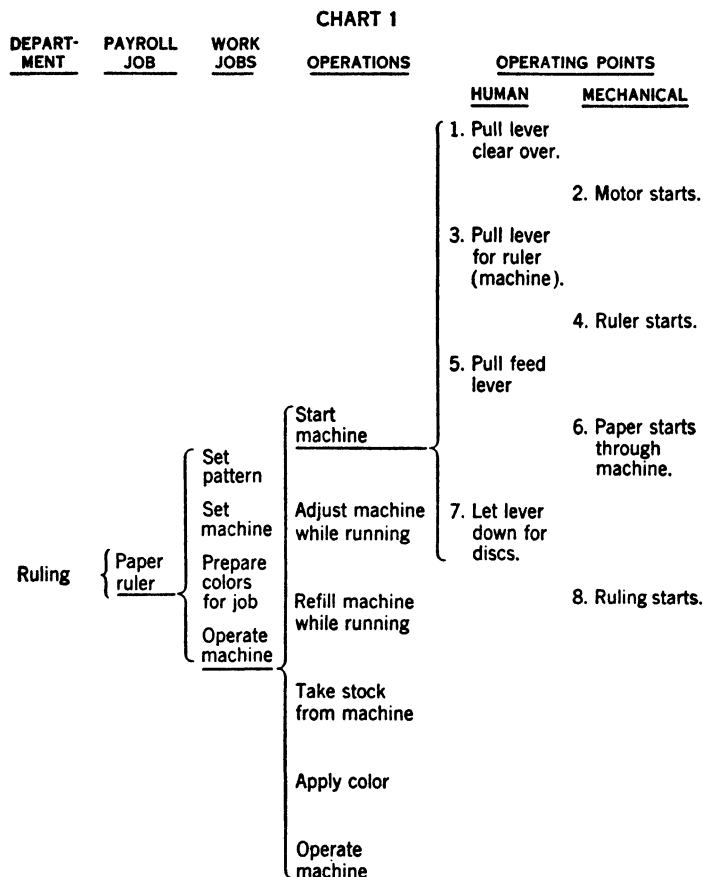 CHART 1
DEPART-
MENT
PAYROLL
JOB
WORK
JOBS
OPERATIONS
OPERATING POINTS
HUMAN
MECHANICAL
1. Pull lever
clear over.
2. Motor starts.
3. Pull lever
for ruler
(machine).
4. Ruler starts.
5. Pull feed
lever
6. Paper starts
through
machine.
7. Let lever
down for
discs.
8. Ruling starts.
Start
machine
Adjust machine
while running
Refill machine
while running
Take stock
from machine
Apply color
Operate
machine
Set
pattern
Set
machine
Prepare
colors
for job
Operate
machine
Paper
ruler
Ruling